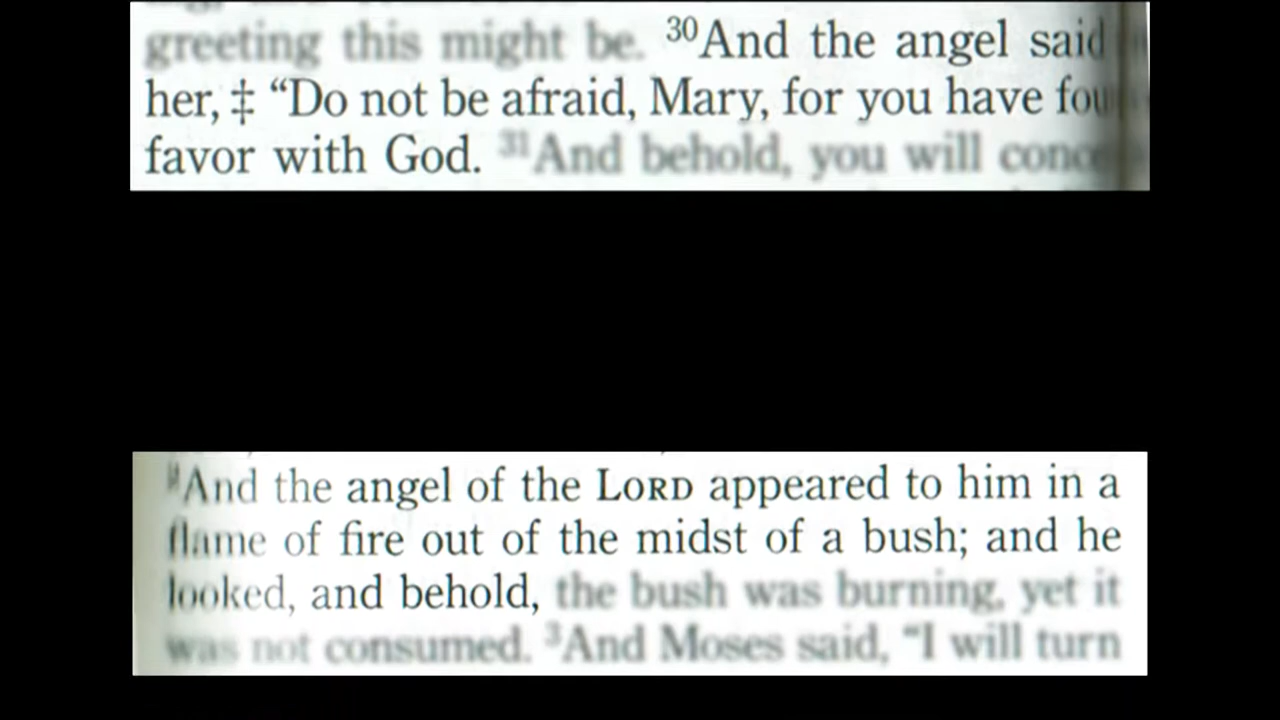 greeting this might be. ³⁰And the angel said
her, ‡ “Do not be afraid, Mary, for you have fou
favor with God. ³¹And behold, you will conce
And the angel of the LORD appeared to him in a
flame of fire out of the midst of a bush; and he
looked, and behold, the bush was burning, yet it
was not consumed. ³And Moses said, “I will turn